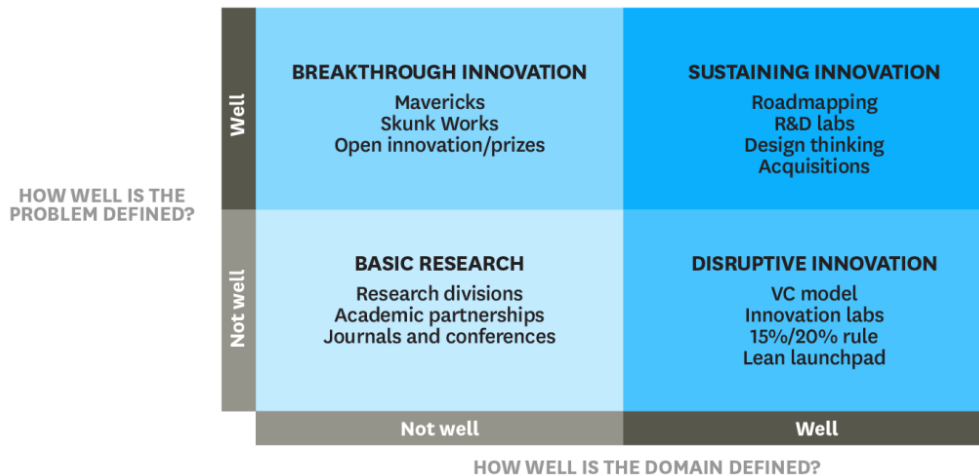 BREAKTHROUGH INNOVATION
Mavericks
Skunk Works
Open innovation/prizes
SUSTAINING INNOVATION
Roadmapping
R&D labs
Design thinking
Acquisitions
Well
HOW WELL IS THE
PROBLEM DEFINED?
Not well
BASIC RESEARCH
Research divisions
Academic partnerships
Journals and conferences
DISRUPTIVE INNOVATION
VC model
Innovation labs
15%/20% rule
Lean launchpad
Not well
Well
HOW WELL IS THE DOMAIN DEFINED?